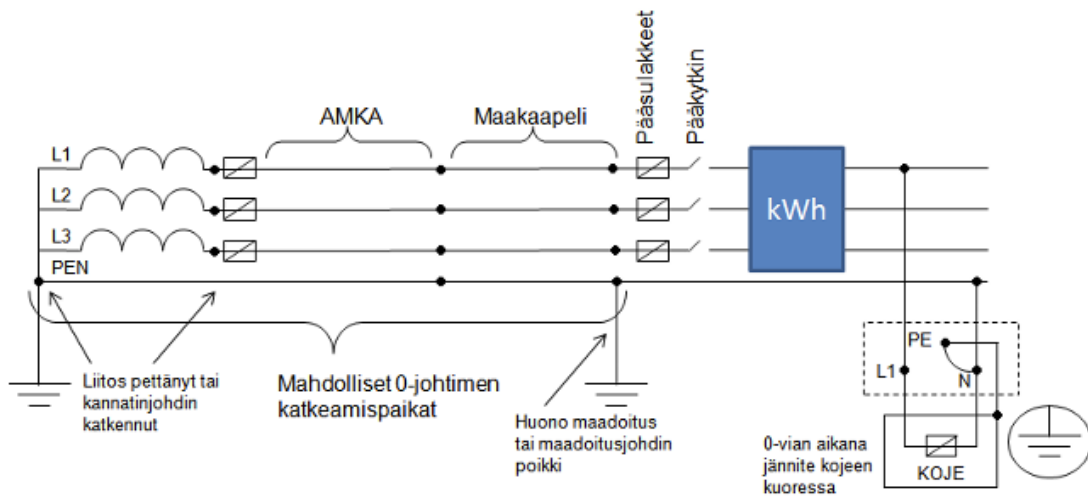 Pääsulakkeet
Pääkytkin
AMKA
Maakaapeli
L1
L2
L3
PEN
kWh
Liitos pettänyt tai
kannatinjohdin
katkennut
Mahdolliset 0-johtimen
katkeamispaikat
Huono maadoitus
tai maadoitusjohdin
poikki
PE
L1
N
0-vian aikana
jännite kojeen
kuoressa
KOJE